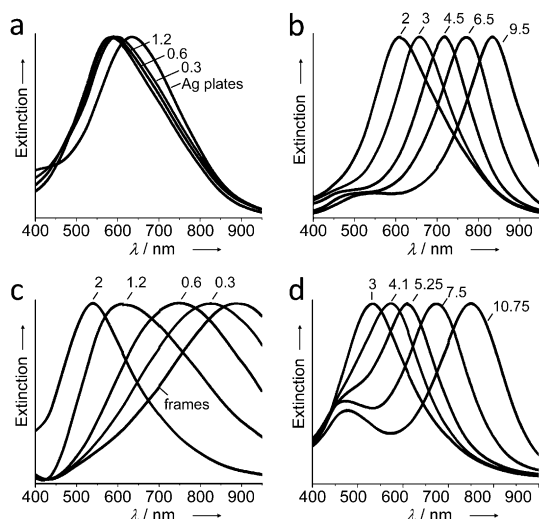 a
1.2
0.6
0.3
Ag plates
Extinction
400 500 600 700 800 900
λ / nm
b
2 3 4.5 6.5
9.5
Extinction
400 500 600 700 800 900
λ / nm
c
2 1.2 0.6 0.3
frames
Extinction
400 500 600 700 800 900
λ / nm
d
3 4.1 5.25
7.5
10.75
Extinction
400 500 600 700 800 900
λ / nm